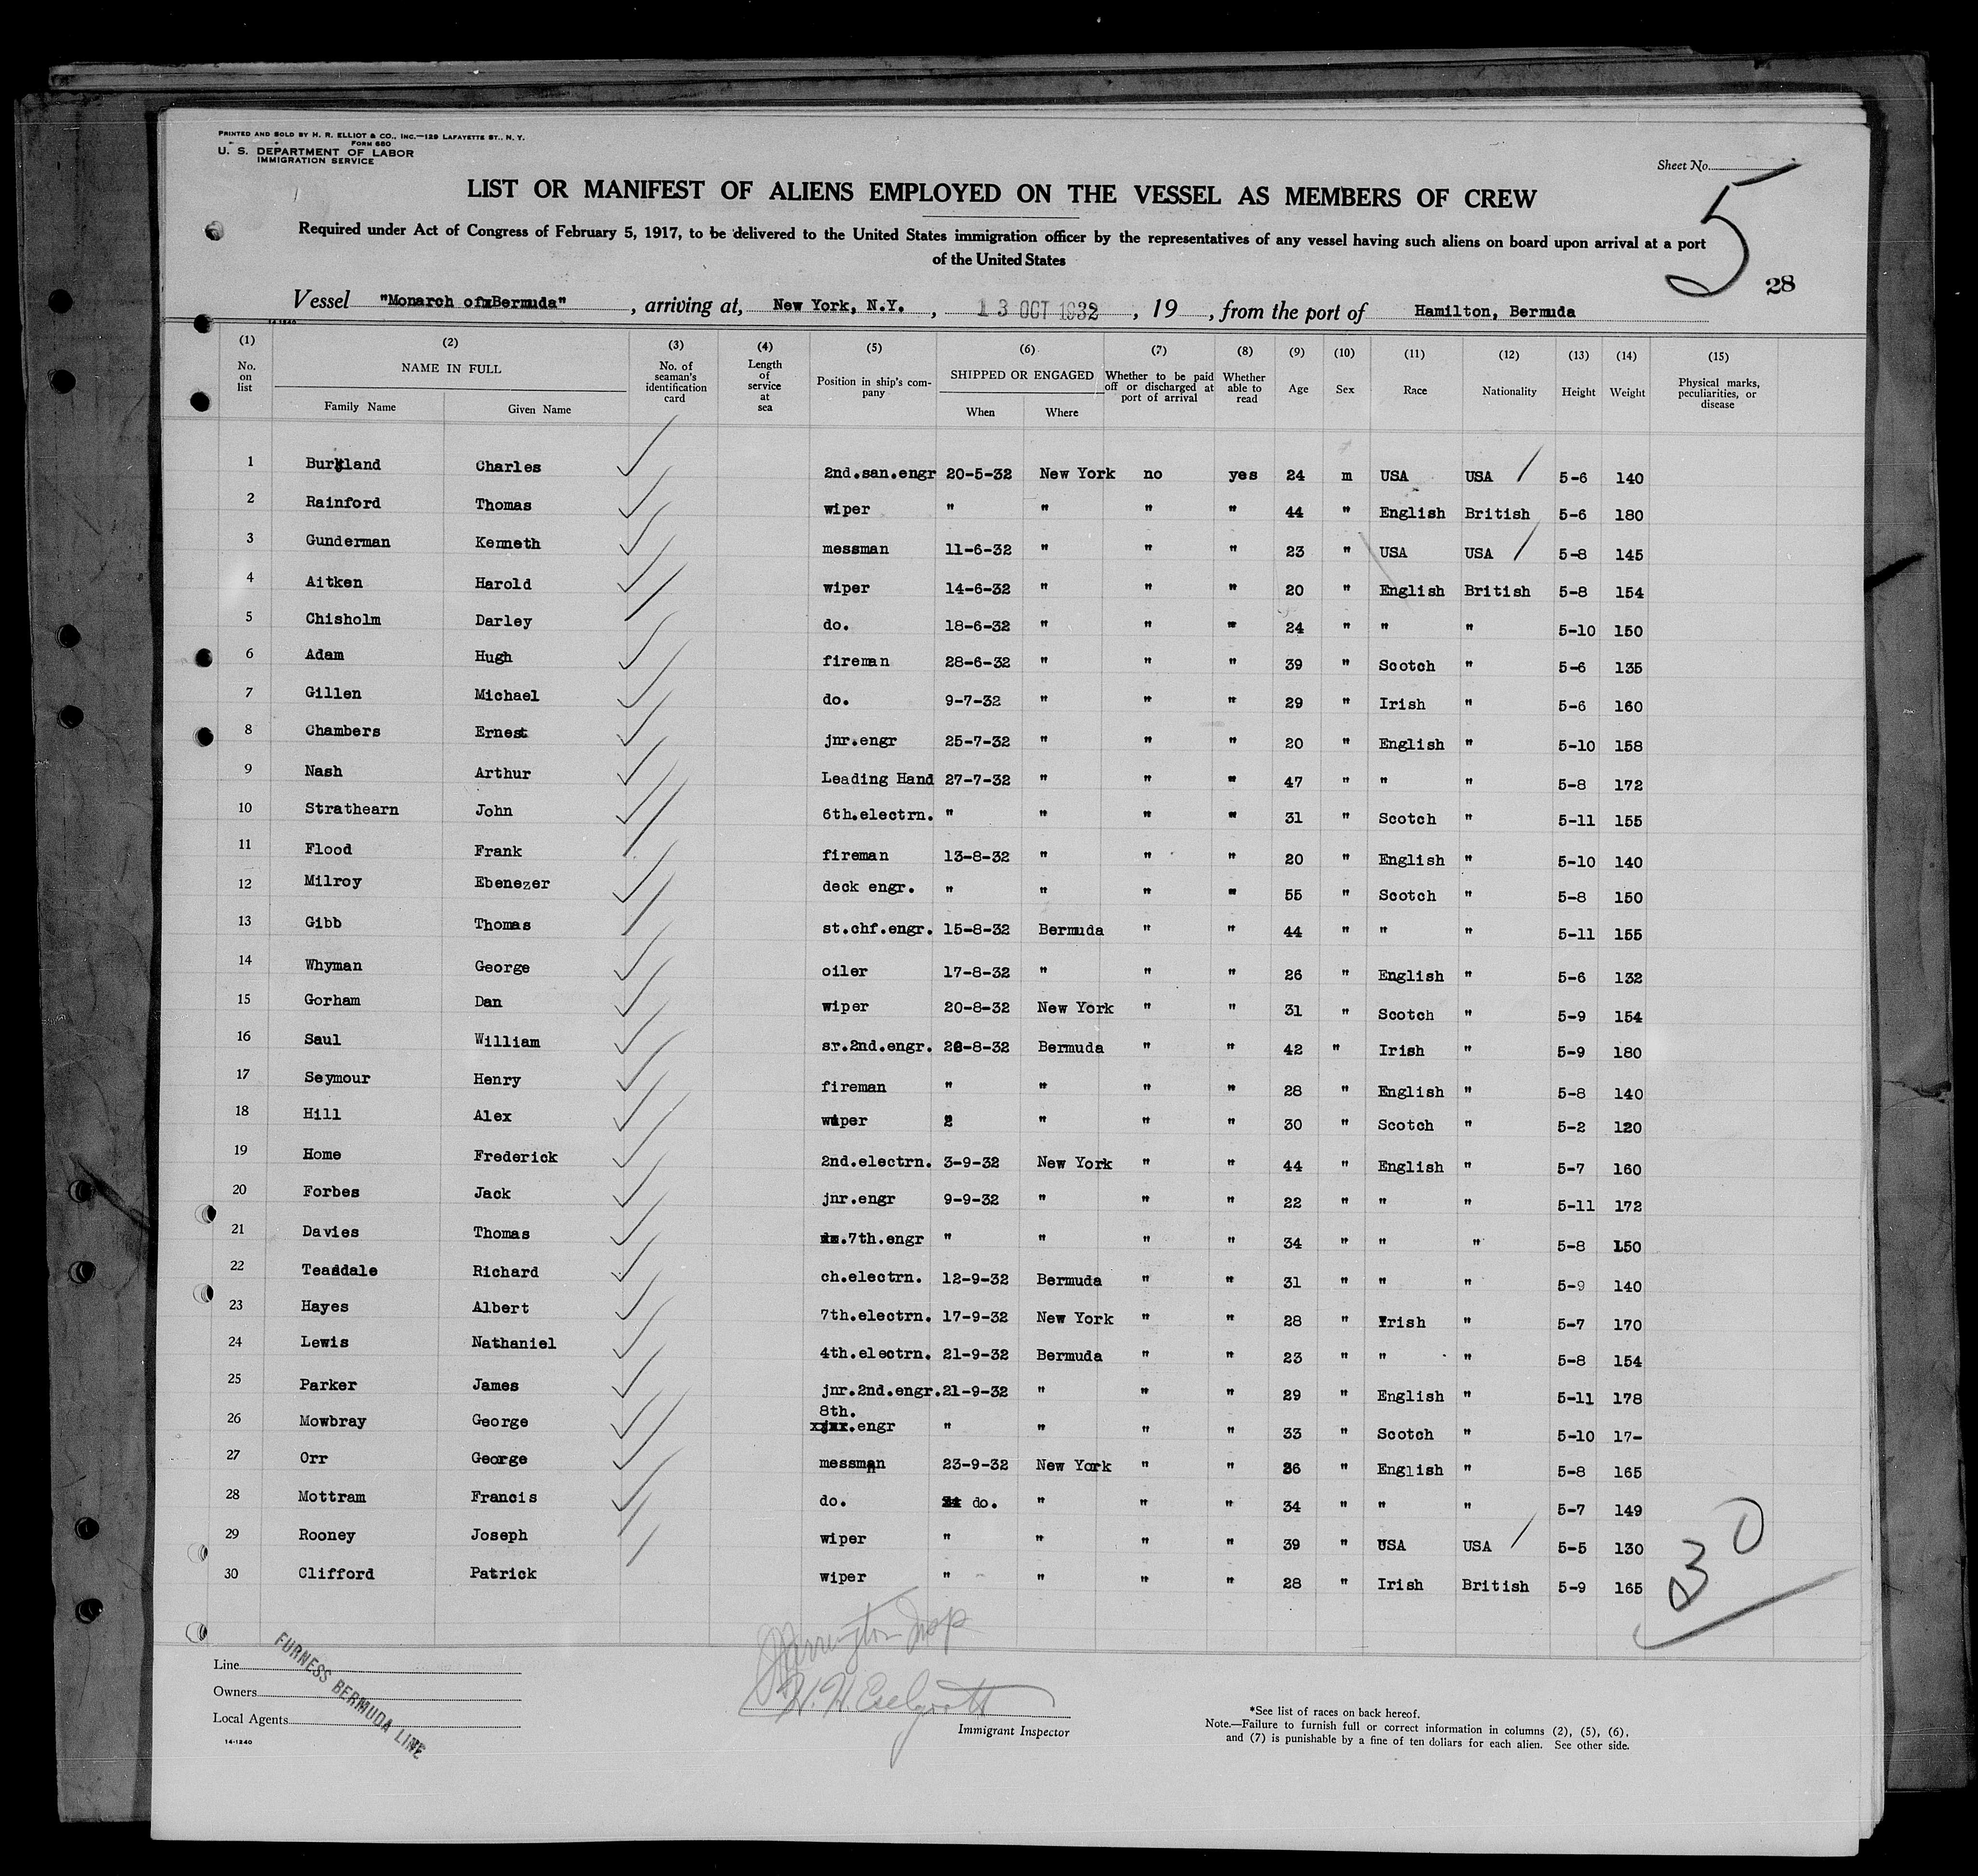 PRINTED AND SOLD BY H. R. ELLIOT & CO., INC.—129 LAFAYETTE ST., N. Y.
FORM 680
U. S. DEPARTMENT OF LABOR
IMMIGRATION SERVICE
Sheet No.
5
LIST OR MANIFEST OF ALIENS EMPLOYED ON THE VESSEL AS MEMBERS OF CREW
Required under Act of Congress of February 5, 1917, to be delivered to the United States immigration officer by the representatives of any vessel having such aliens on board upon arrival at a port
of the United States
28
Vessel "Monarch of Bermuda", arriving at, New York, N.Y., 13 OCT 1932, 19 , from the port of Hamilton, Bermuda
14-1240
(1) (2) (3) (4) (5) (6) (7) (8) (9) (10) (11) (12) (13) (14) (15)
No. on list NAME IN FULL Family Name Given Name No. of seaman's identification card Length of service at sea Position in ship's company SHIPPED OR ENGAGED When Where Whether to be paid off or discharged at port of arrival Whether able to read Age Sex Race Nationality Height Weight Physical marks, peculiarities, or disease
1 Charles 2nd.san.engr 20-5-32 New York no yes 24 m USA USA 5-6 140
2 Rainford Thomas wiper " " " " 44 " English British 5-6 180
3 Gunderman Kenneth messman 11-6-32 " " " 23 " USA USA 5-8 145
4 Aitken Harold wiper 14-6-32 " " " 20 " English British 5-8 154
5 Chisholm Darley do. 18-6-32 " " " 24 " " " 5-10 150
6 Adam Hugh fireman 28-6-32 " " " 39 " Scotch " 5-6 135
7 Gillen Michael do. 9-7-32 " " " 29 " Irish " 5-6 160
8 Chambers Ernest jnr.engr 25-7-32 " " " 20 " English " 5-10 158
9 Nash Arthur Leading Hand 27-7-32 " " " 47 " " " 5-8 172
10 Strathearn John 6th.electrn. " " " " 31 " Scotch " 5-11 155
11 Flood Frank fireman 13-8-32 " " " 20 " English " 5-10 140
12 Milroy Ebenezer deck engr. " " " " 55 " Scotch " 5-8 150
13 Gibb Thomas st.chf.engr. 15-8-32 Bermuda " " 44 " " " 5-11 155
14 Whyman George oiler 17-8-32 " " " 26 " English " 5-6 132
15 Gorham Dan wiper 20-8-32 New York " " 31 " Scotch " 5-9 154
16 Saul William sr.2nd.engr. Bermuda " " 42 " Irish " 5-9 180
17 Seymour Henry fireman " " " " 28 " English " 5-8 140
18 Hill Alex wiper " " " 30 " Scotch " 5-2 120
19 Home Frederick 2nd.electrn. 3-9-32 New York " " 44 " English " 5-7 160
20 Forbes Jack jnr.engr 9-9-32 " " " 22 " " " 5-11 172
21 Davies Thomas 7th.engr " " " " 34 " " " 5-8 150
22 Teasdale Richard ch.electrn. 12-9-32 Bermuda " " 31 " " " 5-9 140
23 Hayes Albert 7th.electrn. 17-9-32 New York " " 28 " Irish " 5-7 170
24 Lewis Nathaniel 4th.electrn. 21-9-32 Bermuda " " 23 " " " 5-8 154
25 Parker James jnr.2nd.engr. 21-9-32 " " " 29 " English " 5-11 178
26 Mowbray George 8th. engr " " " " 33 " Scotch " 5-10 17-
27 Orr George messman 23-9-32 New York " " English " 5-8 165
28 Mottram Francis do. do. " " " 34 " " " 5-7 149
29 Rooney Joseph wiper " " " " 39 " USA USA 5-5 130
30 Clifford Patrick wiper " " " " 28 " Irish British 5-9 165
30
Line
Owners
Local Agents
FURNESS BERMUDA LINE
14-1240
Immigrant Inspector
*See list of races on back hereof.
Note.—Failure to furnish full or correct information in columns (2), (5), (6),
and (7) is punishable by a fine of ten dollars for each alien. See other side.